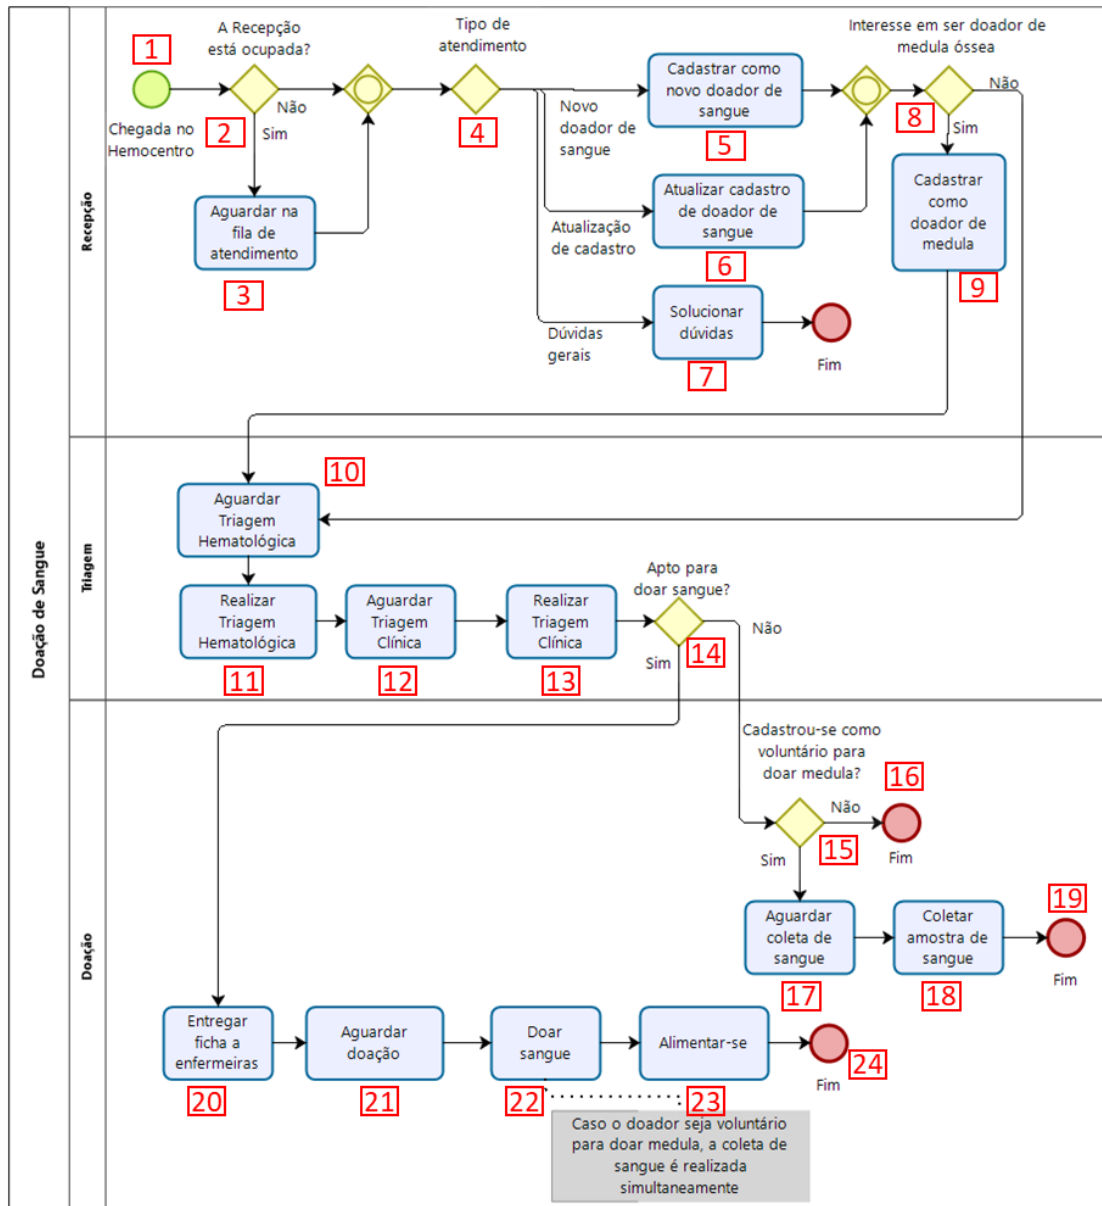 Doação de Sangue
Recepção
1
Chegada no
Hemocentro
A Recepção
está ocupada?
2
Não
Sim
Aguardar na
fila de
atendimento
3
Tipo de
atendimento
4
Novo
doador de
sangue
Cadastrar como
novo doador de
sangue
5
Atualização
de cadastro
Atualizar cadastro
de doador de
sangue
6
Dúvidas
gerais
Solucionar
dúvidas
7
Fim
Interesse em ser doador de
medula óssea
8
Não
Sim
Cadastrar
como
doador de
medula
9
Triagem
10
Aguardar
Triagem
Hematológica
Realizar
Triagem
Hematológica
11
Aguardar
Triagem
Clínica
12
Realizar
Triagem
Clínica
13
Apto para
doar sangue?
14
Não
Sim
Doação
Cadastrou-se como
voluntário para
doar medula?
15
Não
Sim
16
Fim
Aguardar
coleta de
sangue
17
Coletar
amostra de
sangue
18
19
Fim
Entregar
ficha a
enfermeiras
20
Aguardar
doação
21
Doar
sangue
22
Alimentar-se
23
24
Fim
Caso o doador seja voluntário
para doar medula, a coleta de
sangue é realizada
simultaneamente